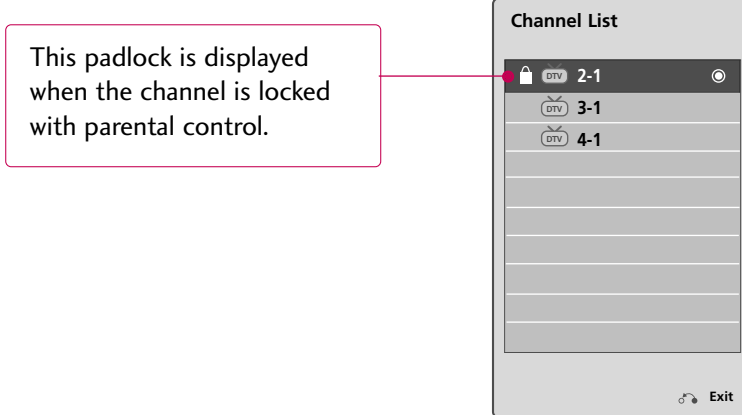 This padlock is displayed
when the channel is locked
with parental control.
Channel List
DTV 2-1
DTV 3-1
DTV 4-1
Exit